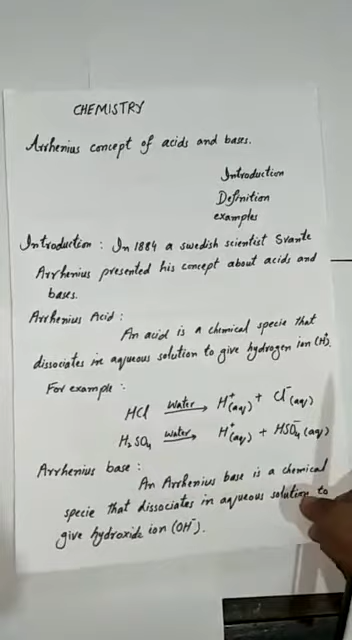 CHEMISTRY
Arrhenius concept of acids and bases.
Introduction
Definition
examples
Introduction : In 1884 a swedish scientist Svante
Arrhenius presented his concept about acids and
bases.
Arrhenius Acid :
An acid is a chemical specie that
dissociates in aqueous solution to give hydrogen ion (H⁺).
For example :
HCl —water→ H⁺(aq) + Cl⁻(aq)
H₂SO₄ —water→ H⁺(aq) + HSO₄⁻(aq)
Arrhenius base :
An Arrhenius base is a chemical
specie that dissociates in aqueous solution to
give hydroxide ion (OH⁻).